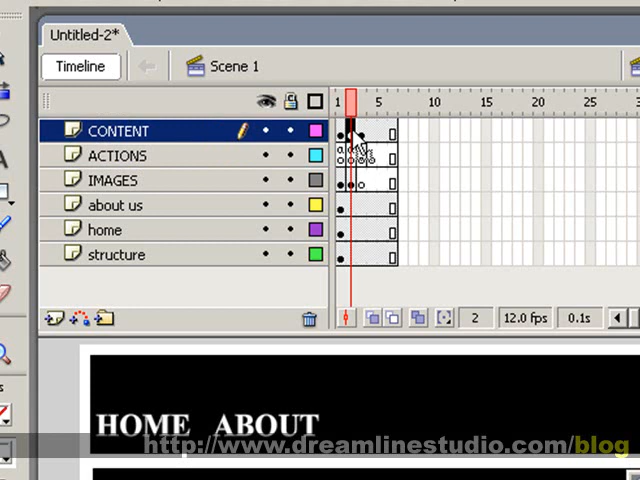 Untitled-2*
Timeline
Scene 1
1 5 10 15 20 25
CONTENT
ACTIONS
IMAGES
about us
home
structure
2 12.0 fps 0.1s
HOME ABOUT
http://www.dreamlinestudio.com/blog